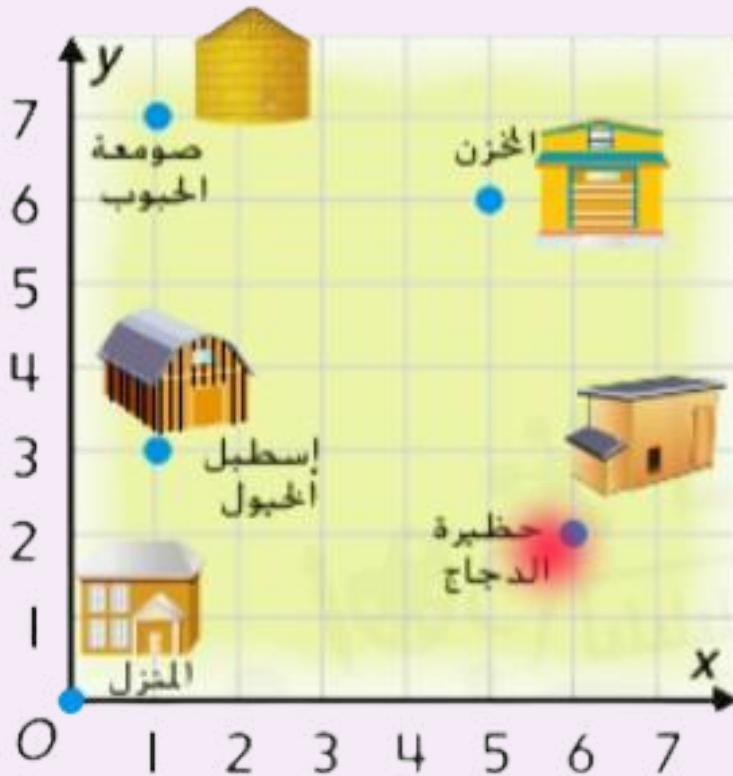 y
7
صومعة
الحبوب
المخزن
6
5
4
3
إسطبل
الخيول
2
حظيرة
الدجاج
1
المنزل
x
O
1 2 3 4 5 6 7